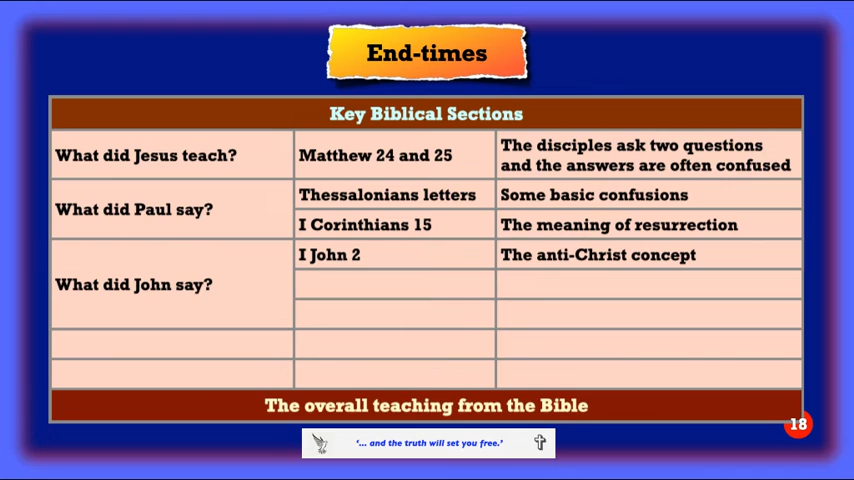 End-times
Key Biblical Sections
What did Jesus teach?
Matthew 24 and 25
The disciples ask two questions
and the answers are often confused
What did Paul say?
Thessalonians letters
Some basic confusions
I Corinthians 15
The meaning of resurrection
What did John say?
I John 2
The anti-Christ concept
The overall teaching from the Bible
18
‘... and the truth will set you free.’